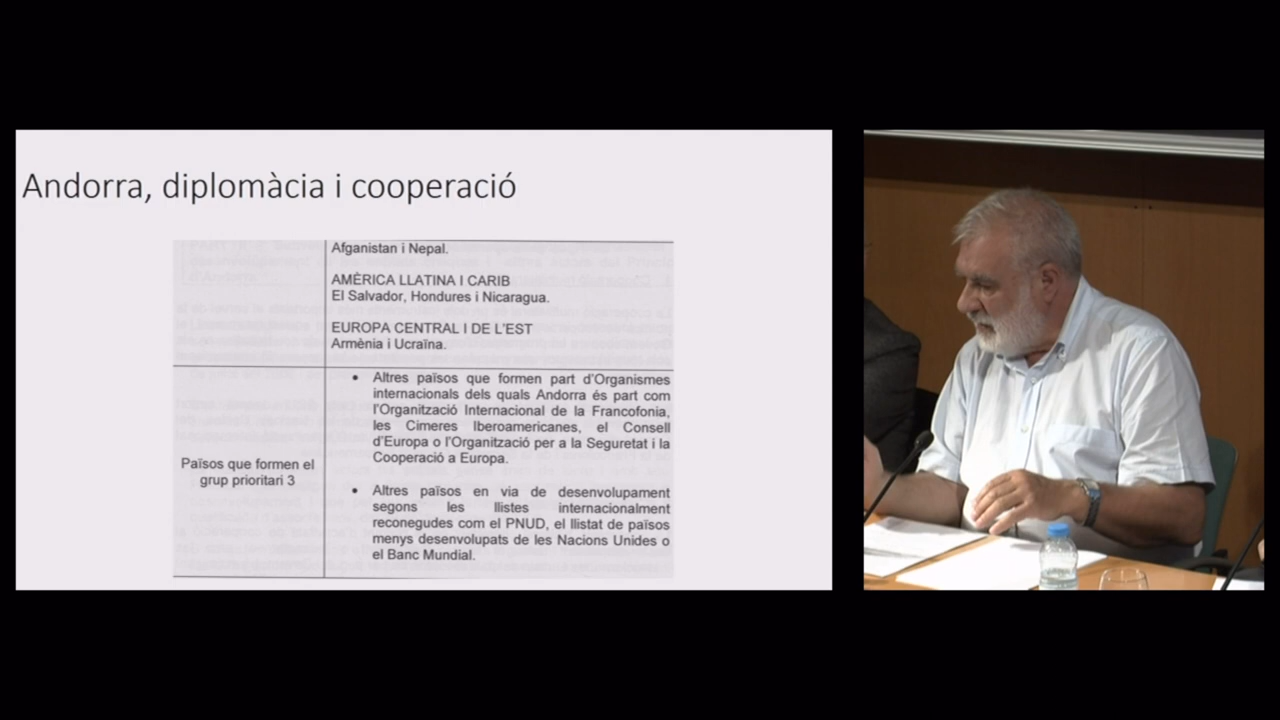 Andorra, diplomàcia i cooperació
Afganistan i Nepal.
AMÈRICA LLATINA I CARIB
El Salvador, Hondures i Nicaragua.
EUROPA CENTRAL I DE L'EST
Armènia i Ucraïna.
Països que formen el
grup prioritari 3
• Altres països que formen part d'Organismes
internacionals dels quals Andorra és part com
l'Organització Internacional de la Francofonia,
les Cimeres Iberoamericanes, el Consell
d'Europa o l'Organització per a la Seguretat i la
Cooperació a Europa.
• Altres països en via de desenvolupament
segons les llistes internacionalment
reconegudes com el PNUD, el llistat de països
menys desenvolupats de les Nacions Unides o
el Banc Mundial.